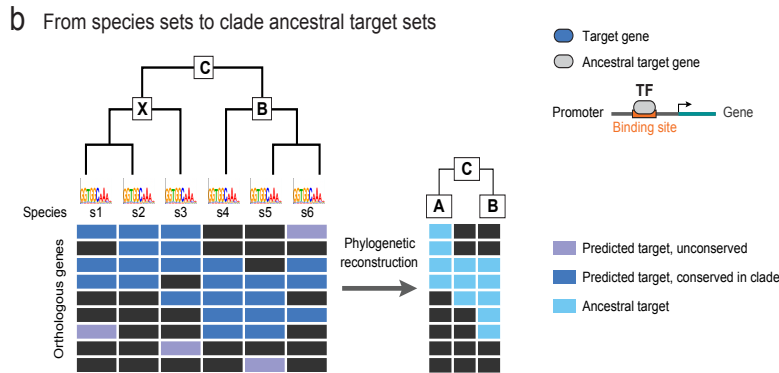 b From species sets to clade ancestral target sets
Target gene
Ancestral target gene
TF
Promoter
Gene
Binding site
C
X
B
Species
s1 s2 s3 s4 s5 s6
Orthologous genes
Phylogenetic
reconstruction
C
A
B
Predicted target, unconserved
Predicted target, conserved in clade
Ancestral target